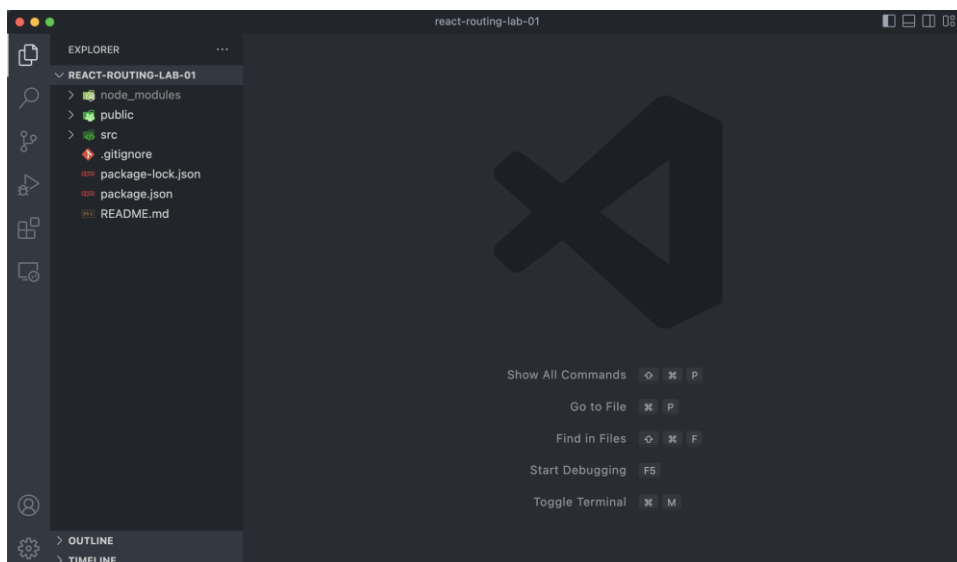 react-routing-lab-01
EXPLORER
REACT-ROUTING-LAB-01
node_modules
public
src
.gitignore
package-lock.json
package.json
README.md
Show All Commands ⇧ ⌘ P
Go to File ⌘ P
Find in Files ⇧ ⌘ F
Start Debugging F5
Toggle Terminal ⌘ M
OUTLINE
TIMELINE